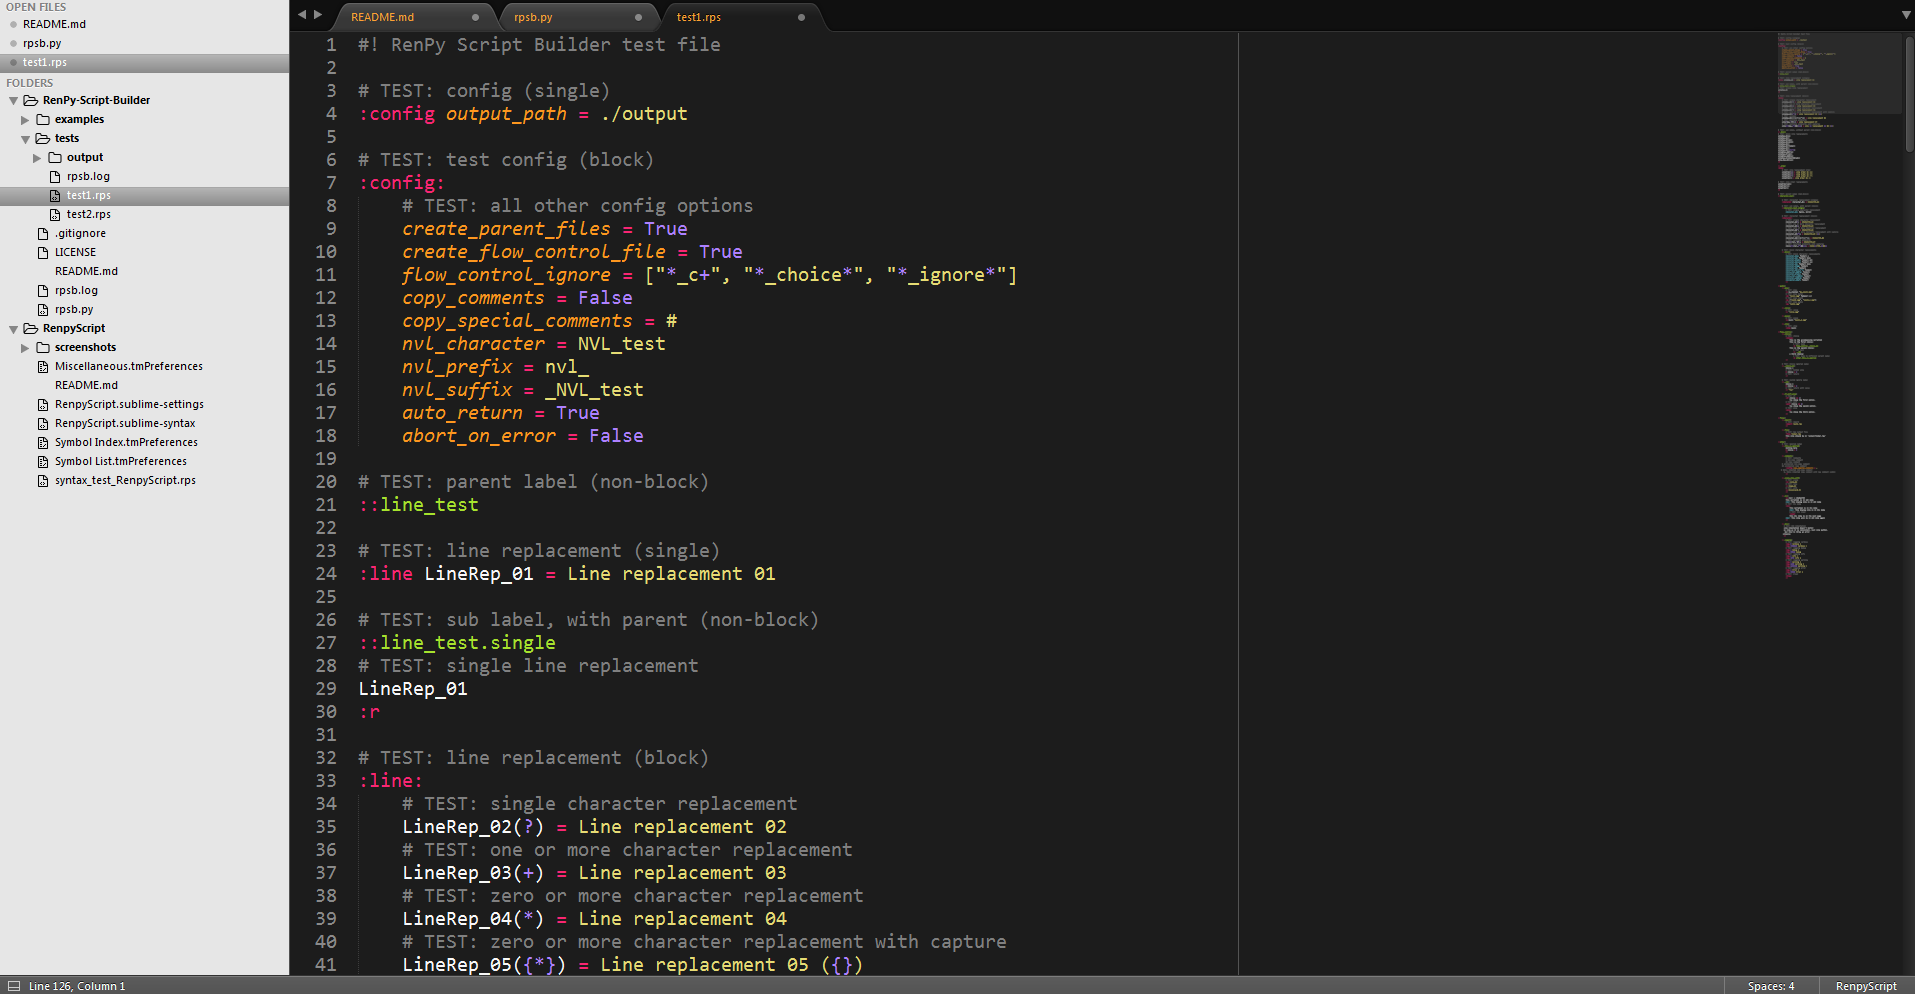 OPEN FILES
README.md
rpsb.py
test1.rps
FOLDERS
RenPy-Script-Builder
examples
tests
output
rpsb.log
test1.rps
test2.rps
.gitignore
LICENSE
README.md
rpsb.log
rpsb.py
RenpyScript
screenshots
Miscellaneous.tmPreferences
README.md
RenpyScript.sublime-settings
RenpyScript.sublime-syntax
Symbol Index.tmPreferences
Symbol List.tmPreferences
syntax_test_RenpyScript.rps
README.md rpsb.py test1.rps
1 #! RenPy Script Builder test file
2
3 # TEST: config (single)
4 :config output_path = ./output
5
6 # TEST: test config (block)
7 :config:
8 # TEST: all other config options
9 create_parent_files = True
10 create_flow_control_file = True
11 flow_control_ignore = ["*_c+", "*_choice*", "*_ignore*"]
12 copy_comments = False
13 copy_special_comments = #
14 nvl_character = NVL_test
15 nvl_prefix = nvl_
16 nvl_suffix = _NVL_test
17 auto_return = True
18 abort_on_error = False
19
20 # TEST: parent label (non-block)
21 ::line_test
22
23 # TEST: line replacement (single)
24 :line LineRep_01 = Line replacement 01
25
26 # TEST: sub label, with parent (non-block)
27 ::line_test.single
28 # TEST: single line replacement
29 LineRep_01
30 :r
31
32 # TEST: line replacement (block)
33 :line:
34 # TEST: single character replacement
35 LineRep_02(?) = Line replacement 02
36 # TEST: one or more character replacement
37 LineRep_03(+) = Line replacement 03
38 # TEST: zero or more character replacement
39 LineRep_04(*) = Line replacement 04
40 # TEST: zero or more character replacement with capture
41 LineRep_05({*}) = Line replacement 05 ({})
Line 126, Column 1 Spaces: 4 RenpyScript